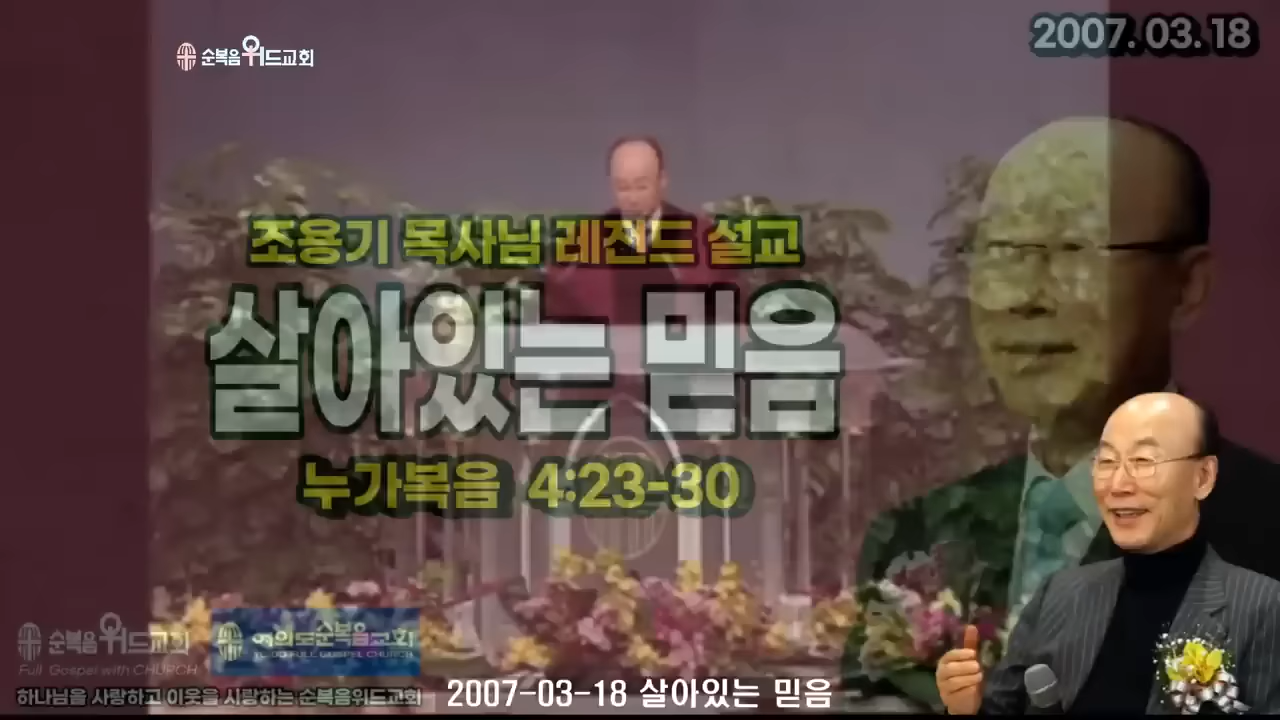 순복음위드교회
2007. 03. 18
조용기 목사님 레전드 설교
살아있는 믿음
누가복음 4:23-30
순복음위드교회
Full Gospel with CHURCH
여의도순복음교회
FULL GOSPEL CHURCH
하나님을 사랑하고 이웃을 사랑하는 순복음위드교회
2007-03-18 살아있는 믿음